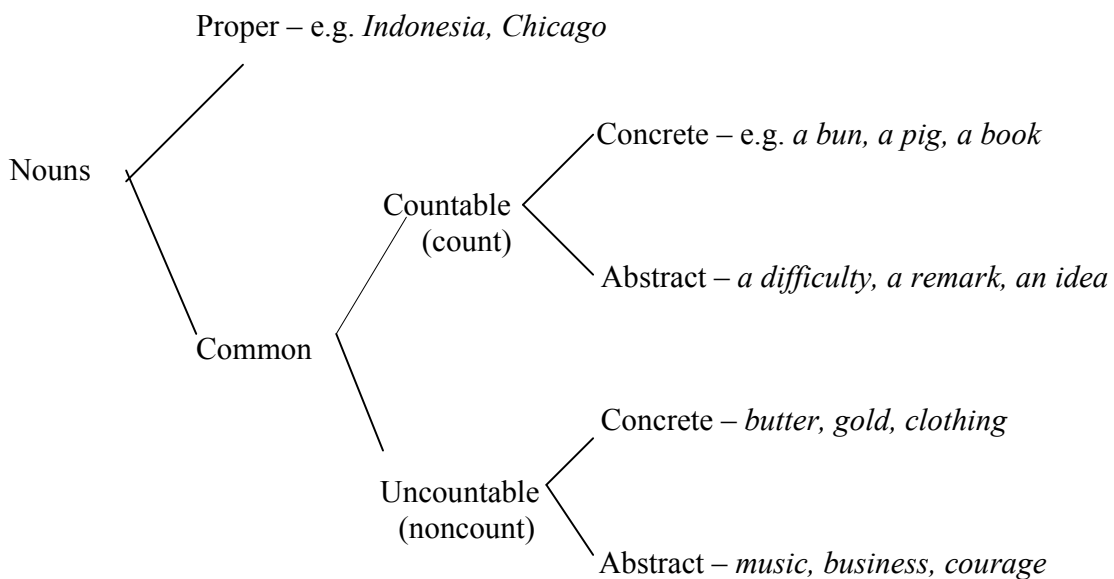 Proper – e.g. Indonesia, Chicago
Concrete – e.g. a bun, a pig, a book
Nouns
Countable
(count)
Abstract – a difficulty, a remark, an idea
Common
Concrete – butter, gold, clothing
Uncountable
(noncount)
Abstract – music, business, courage